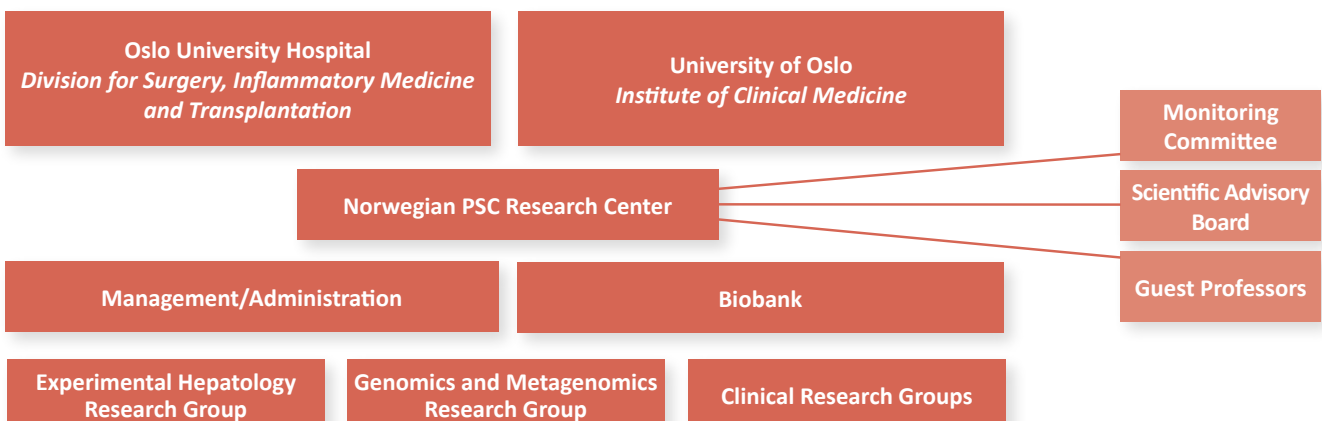 Oslo University Hospital
Division for Surgery, Inflammatory Medicine
and Transplantation
University of Oslo
Institute of Clinical Medicine
Monitoring
Committee
Norwegian PSC Research Center
Scientific Advisory
Board
Guest Professors
Management/Administration
Biobank
Experimental Hepatology
Research Group
Genomics and Metagenomics
Research Group
Clinical Research Groups